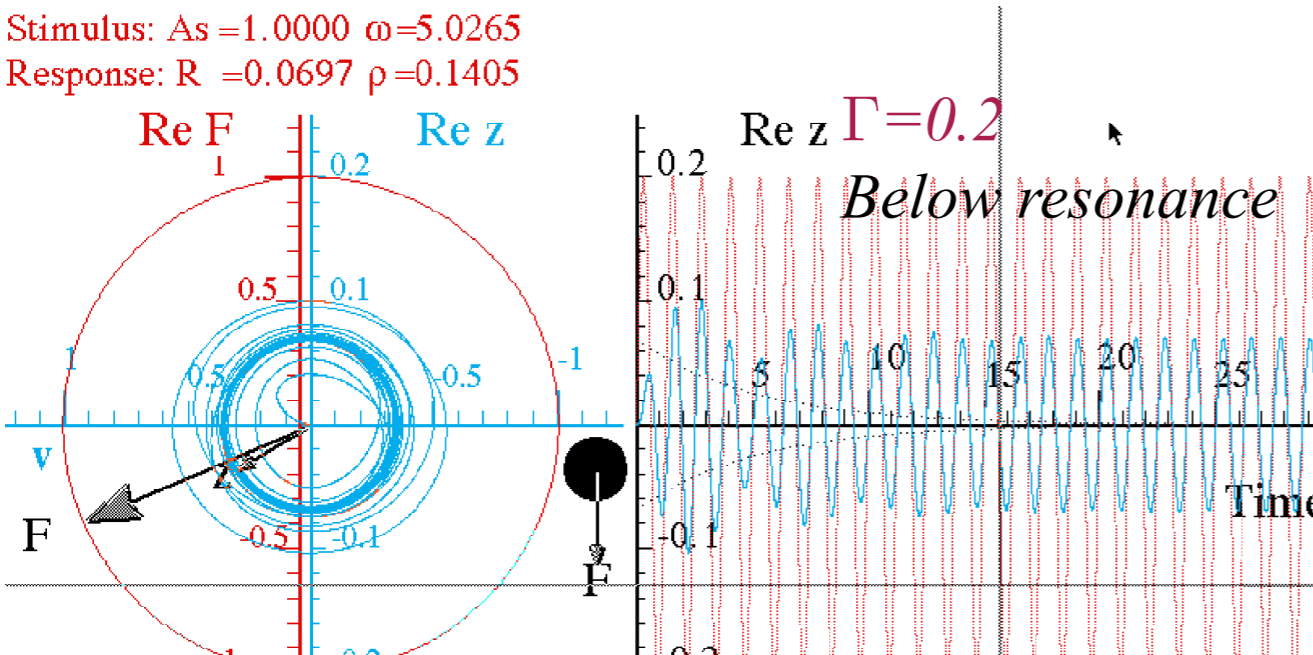 Stimulus: As =1.0000 ω=5.0265
Response: R =0.0697 ρ=0.1405
Re F Re z
Re z Γ=0.2
Below resonance
1 0.2 0.2
0.5 0.1 0.1
1 0.5 -0.5 -1
5 10 15 20 25
v
z
F
-0.5 -0.1 -0.1
Time
F